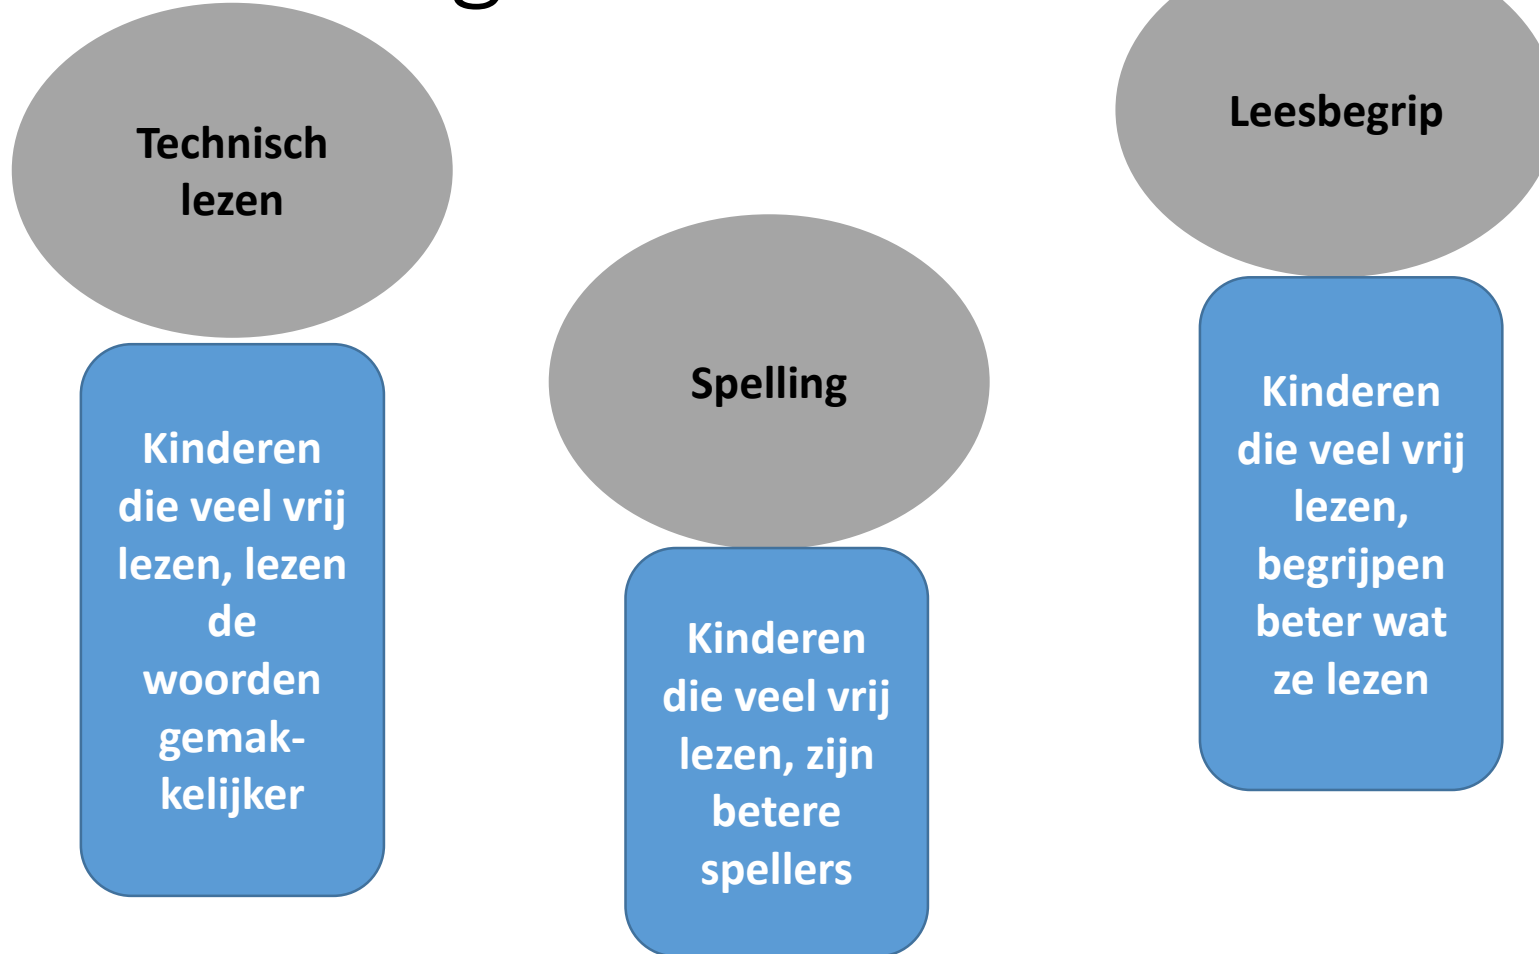 Technisch
lezen
Kinderen
die veel vrij
lezen, lezen
de
woorden
gemak-
kelijker
Spelling
Kinderen
die veel vrij
lezen, zijn
betere
spellers
Leesbegrip
Kinderen
die veel vrij
lezen,
begrijpen
beter wat
ze lezen